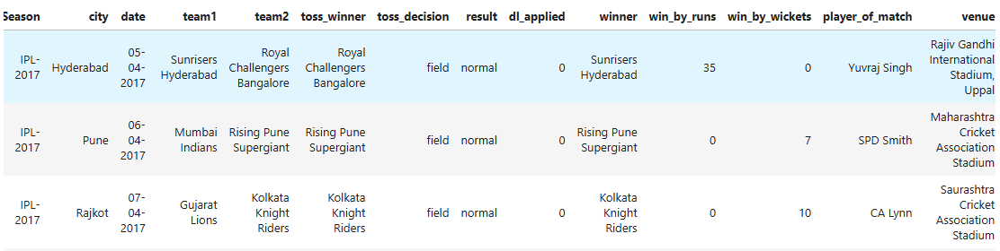 Season city date team1 team2 toss_winner toss_decision result dl_applied winner win_by_runs win_by_wickets player_of_match venue
IPL-2017 Hyderabad 05-04-2017 Sunrisers Hyderabad Royal Challengers Bangalore Royal Challengers Bangalore field normal 0 Sunrisers Hyderabad 35 0 Yuvraj Singh Rajiv Gandhi International Stadium, Uppal
IPL-2017 Pune 06-04-2017 Mumbai Indians Rising Pune Supergiant Rising Pune Supergiant field normal 0 Rising Pune Supergiant 0 7 SPD Smith Maharashtra Cricket Association Stadium
IPL-2017 Rajkot 07-04-2017 Gujarat Lions Kolkata Knight Riders Kolkata Knight Riders field normal 0 Kolkata Knight Riders 0 10 CA Lynn Saurashtra Cricket Association Stadium